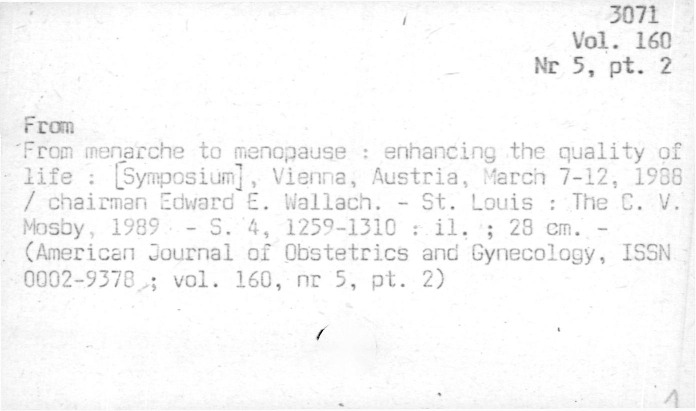 3071
Vol. 160
Nr 5, pt. 2
From
From menarche to menopause : enhancing the quality of
life : [Symposium], Vienna, Austria, March 7-12, 1988
/ chairman Edward E. Wallach. - St. Louis : The C. V.
Mosby, 1989 - S. 4, 1259-1310 : il. ; 28 cm. -
(American Journal of Obstetrics and Gynecology, ISSN
0002-9378 ; vol. 160, nr 5, pt. 2)
1